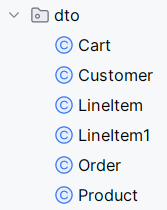 dto
Cart
Customer
LineItem
LineItem1
Order
Product